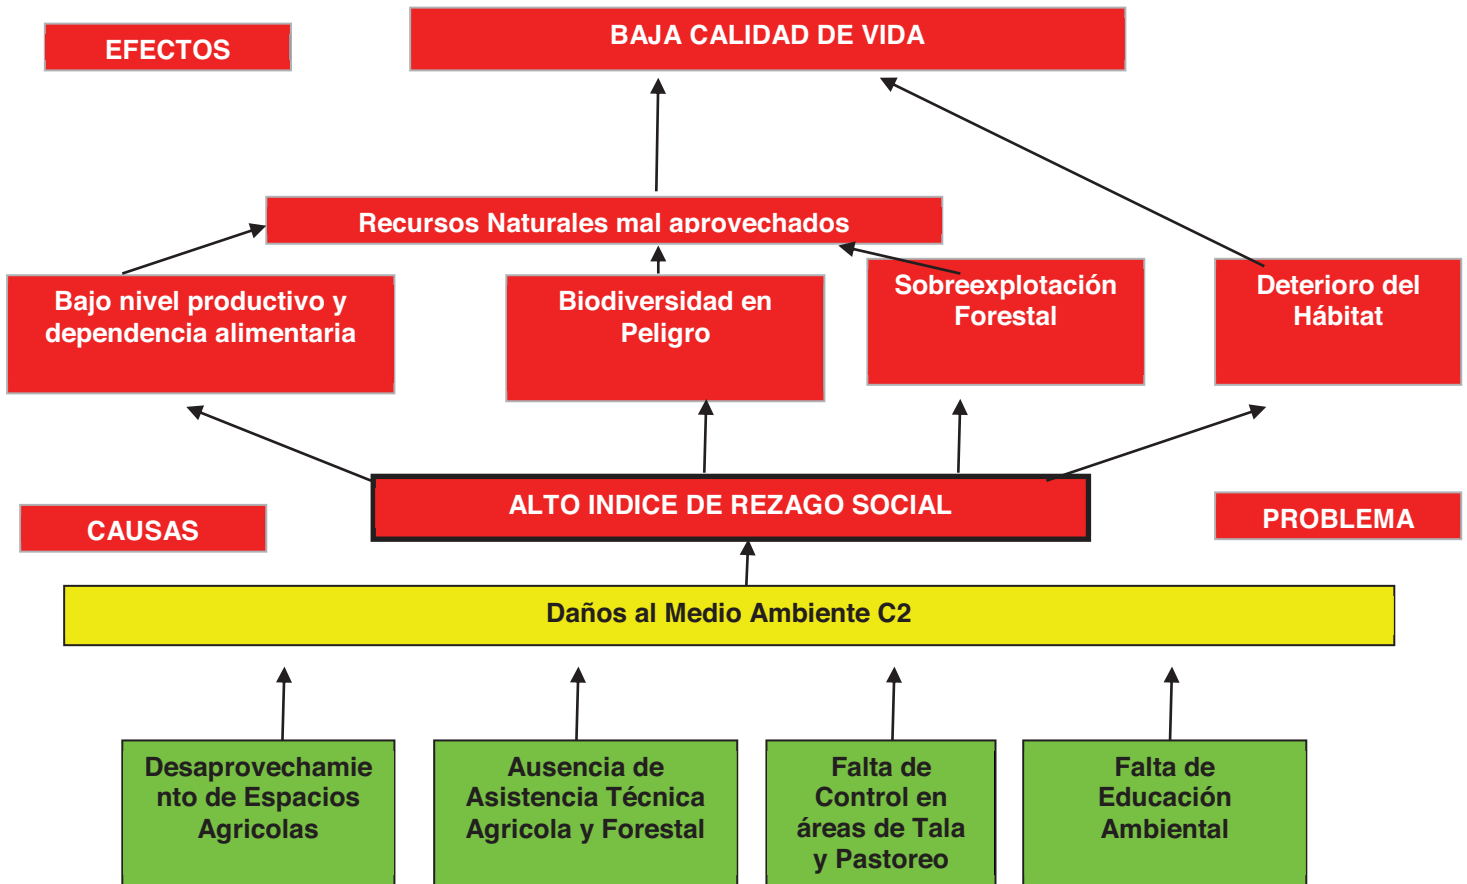 EFECTOS
BAJA CALIDAD DE VIDA
Recursos Naturales mal aprovechados
Bajo nivel productivo y
dependencia alimentaria
Biodiversidad en
Peligro
Sobreexplotación
Forestal
Deterioro del
Hábitat
ALTO INDICE DE REZAGO SOCIAL
CAUSAS
PROBLEMA
Daños al Medio Ambiente C2
Desaprovechamie
nto de Espacios
Agricolas
Ausencia de
Asistencia Técnica
Agricola y Forestal
Falta de
Control en
áreas de Tala
y Pastoreo
Falta de
Educación
Ambiental